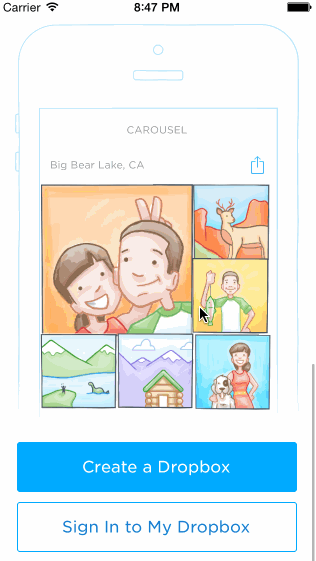 Carrier 8:47 PM
CAROUSEL
Big Bear Lake, CA
Create a Dropbox
Sign In to My Dropbox